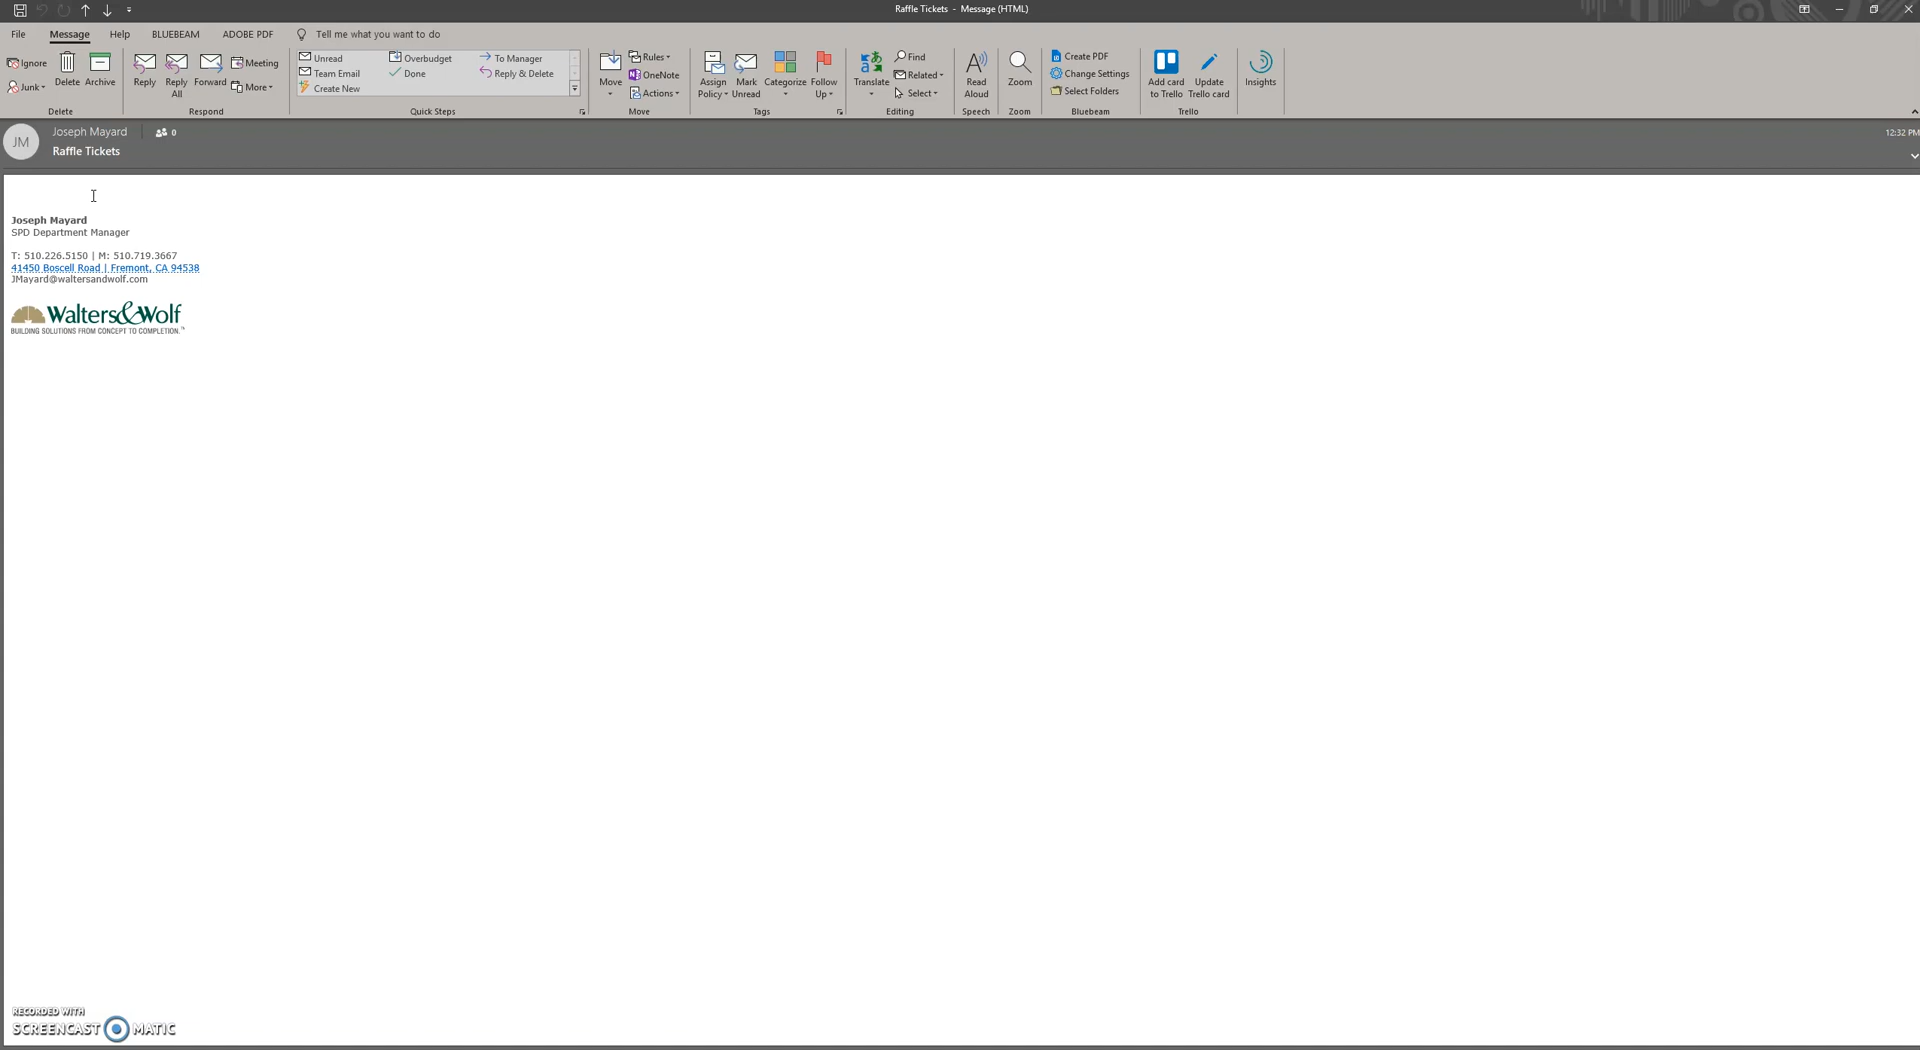 Raffle Tickets - Message (HTML)
File Message Help BLUEBEAM ADOBE PDF Tell me what you want to do
Ignore
Junk
Delete
Archive
Delete
Reply
Reply All
Forward
Meeting
More
Respond
Unread
Team Email
Create New
Overbudget
Done
To Manager
Reply & Delete
Quick Steps
Move
Rules
OneNote
Actions
Move
Assign Policy
Mark Unread
Categorize
Follow Up
Tags
Translate
Find
Related
Select
Editing
Read Aloud
Speech
Zoom
Zoom
Create PDF
Change Settings
Select Folders
Bluebeam
Add card to Trello
Update Trello card
Trello
Insights
JM
Joseph Mayard 0
Raffle Tickets
12:32 PM
Joseph Mayard
SPD Department Manager
T: 510.226.5150 | M: 510.719.3667
41450 Boscell Road | Fremont, CA 94538
JMayard@waltersandwolf.com
Walters&Wolf
BUILDING SOLUTIONS FROM CONCEPT TO COMPLETION.
RECORDED WITH
SCREENCAST MATIC